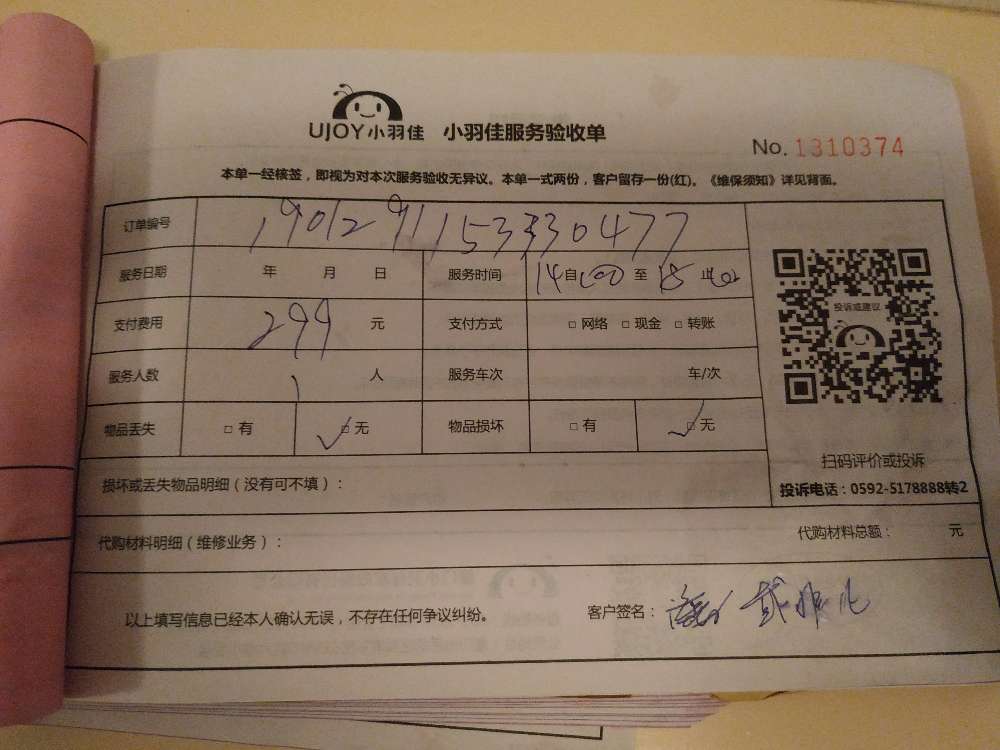 UJOY小羽佳 小羽佳服务验收单
No. 1310374
本单一经核签，即视为对本次服务验收无异议。本单一式两份，客户留存一份(红)。《维保须知》详见背面。
订单编号 1901291153330477
服务日期 年 月 日 服务时间 14自:00 至 18止:00
支付费用 299 元 支付方式 □ 网络 □ 现金 □ 转账
投诉或建议
服务人数 1 人 服务车次 车/次
物品丢失 □ 有 ✓□ 无 物品损坏 □ 有 ✓□ 无
扫码评价或投诉
损坏或丢失物品明细（没有可不填）：
投诉电话：0592-5178888转2
代购材料明细（维修业务）： 代购材料总额： 元
以上填写信息已经本人确认无误，不存在任何争议纠纷。 客户签名：